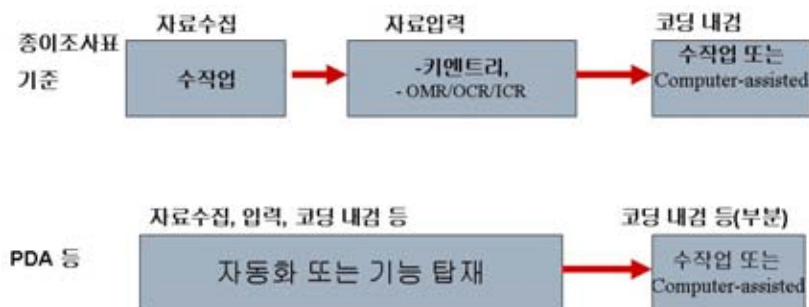 자료수집
자료입력
코딩 내검
종이조사표
기준
수작업
-키엔트리,
- OMR/OCR/ICR
수작업 또는
Computer-assisted
자료수집, 입력, 코딩 내검 등
코딩 내검 등(부분)
PDA 등
자동화 또는 기능 탑재
수작업 또는
Computer-assisted